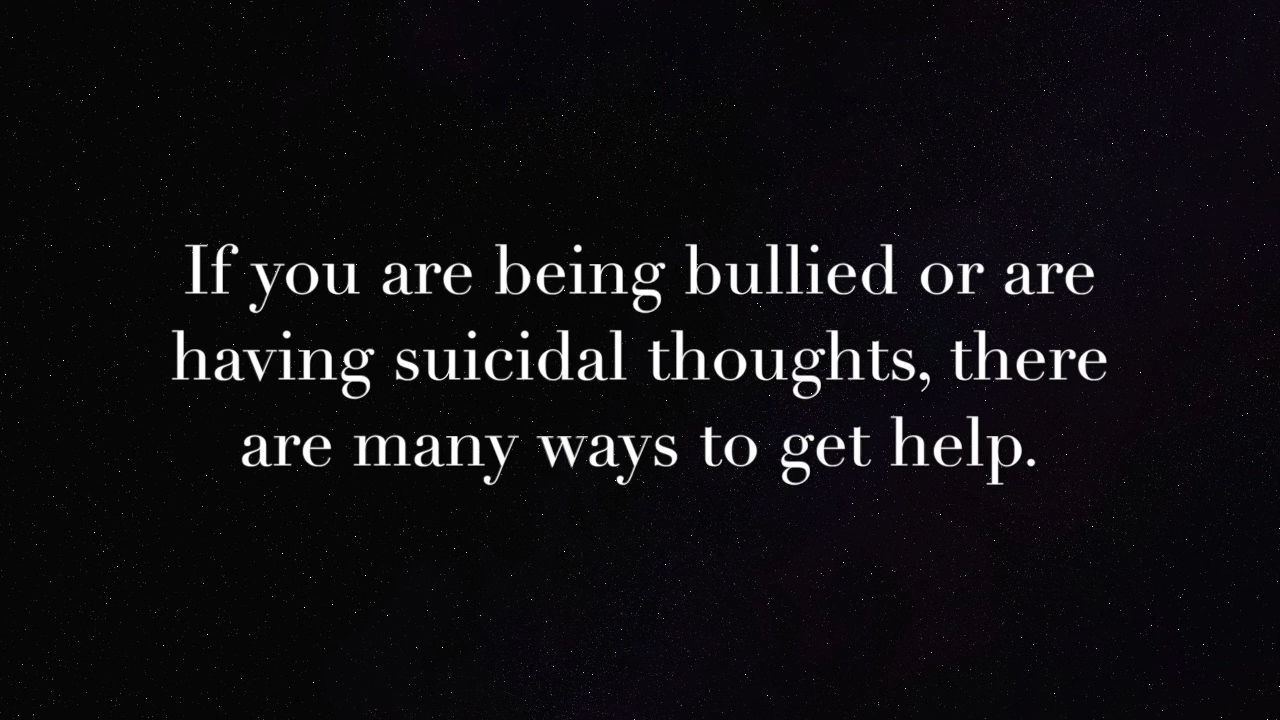 If you are being bullied or are
having suicidal thoughts, there
are many ways to get help.